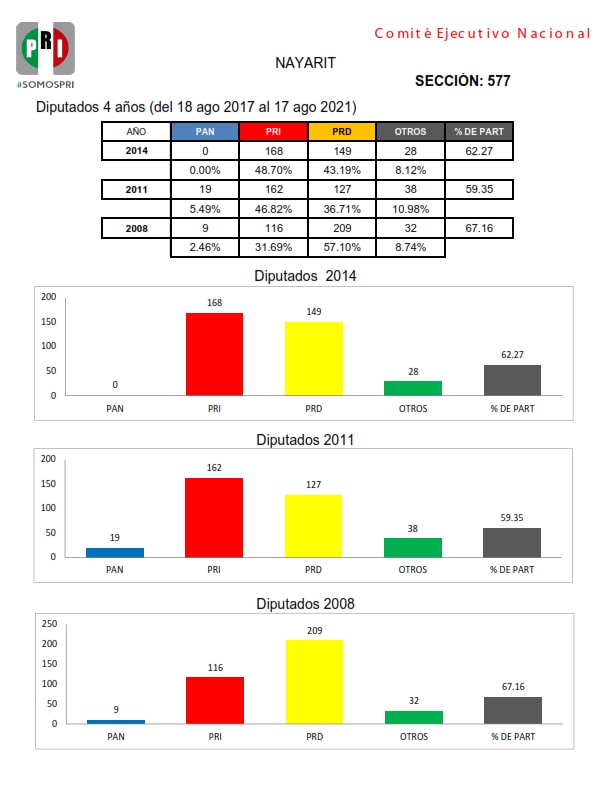 Comité Ejecutivo Nacional
PRI
#SOMOSPRI
NAYARIT
SECCIÓN: 577
Diputados 4 años (del 18 ago 2017 al 17 ago 2021)
AÑO PAN PRI PRD OTROS % DE PART
2014 0 168 149 28 62.27
0.00% 48.70% 43.19% 8.12%
2011 19 162 127 38 59.35
5.49% 46.82% 36.71% 10.98%
2008 9 116 209 32 67.16
2.46% 31.69% 57.10% 8.74%
Diputados 2014
200
150
100
50
0
0 168 149 28 62.27
PAN PRI PRD OTROS % DE PART
Diputados 2011
200
150
100
50
0
19 162 127 38 59.35
PAN PRI PRD OTROS % DE PART
Diputados 2008
250
200
150
100
50
0
9 116 209 32 67.16
PAN PRI PRD OTROS % DE PART